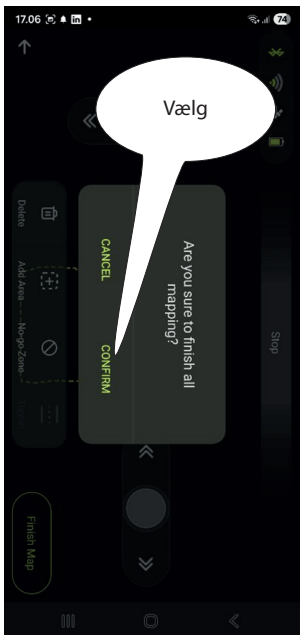 17.06
74
Vælg
Stop
Are you sure to finish all
mapping?
CANCEL
CONFIRM
Delete
Add Area
No-go Zone
Finish Map